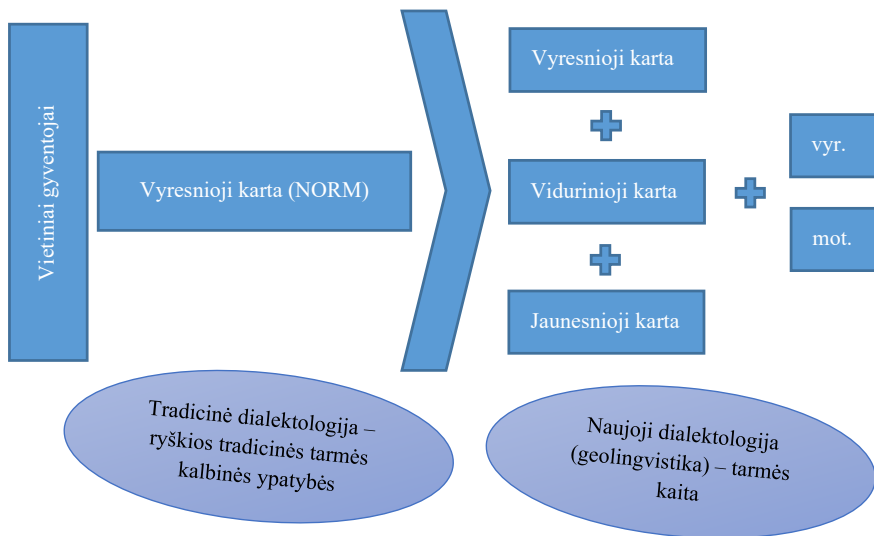 Vietiniai gyventojai
Vyresnioji karta (NORM)
Vyresnioji karta
Vidurinioji karta
Jaunesnioji karta
vyr.
mot.
Tradicinė dialektologija –
ryškios tradicinės tarmės
kalbinės ypatybės
Naujoji dialektologija
(geolingvistika) – tarmės
kaita